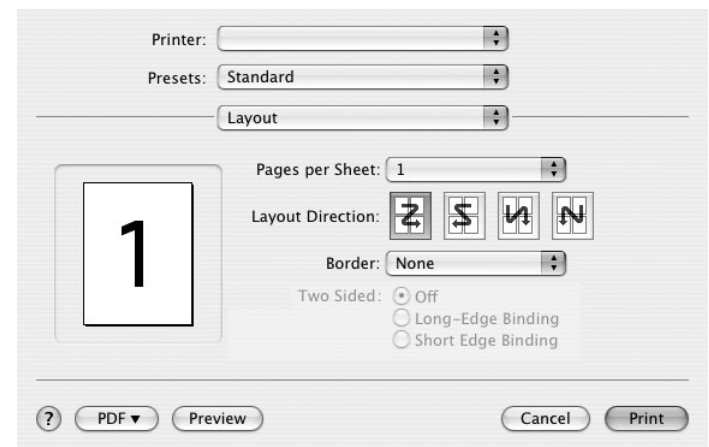 Printer:
Presets: Standard
Layout
Pages per Sheet: 1
Layout Direction:
1
Border: None
Two Sided: Off
Long-Edge Binding
Short Edge Binding
? PDF▼ Preview Cancel Print